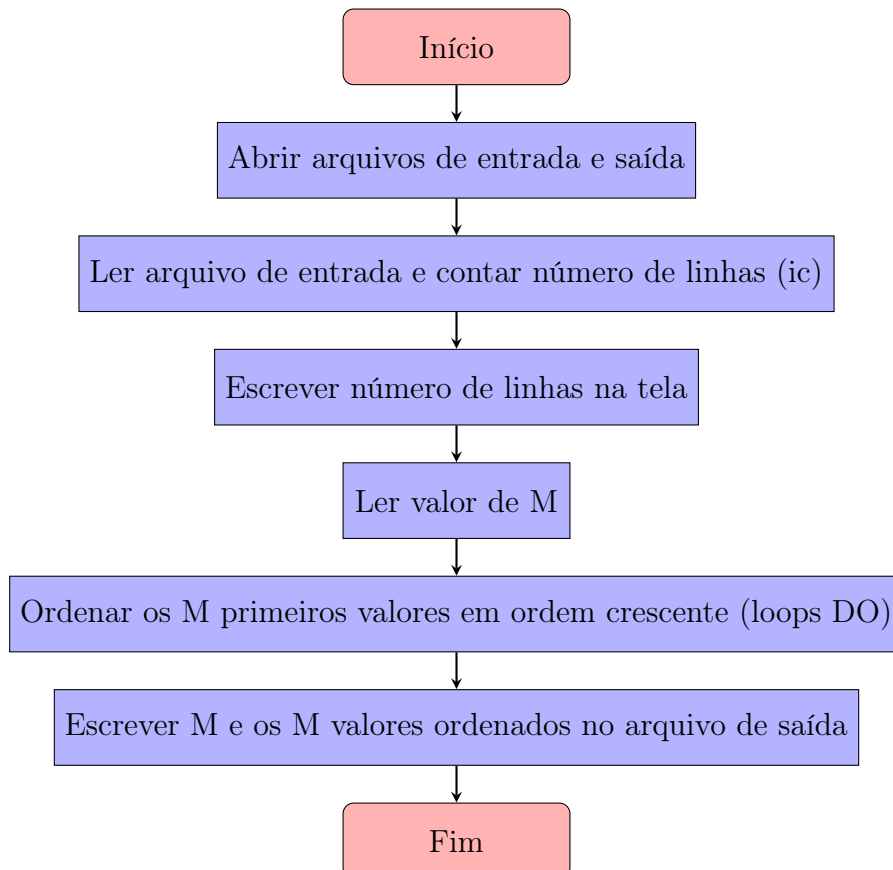 Início
Abrir arquivos de entrada e saída
Ler arquivo de entrada e contar número de linhas (ic)
Escrever número de linhas na tela
Ler valor de M
Ordenar os M primeiros valores em ordem crescente (loops DO)
Escrever M e os M valores ordenados no arquivo de saída
Fim